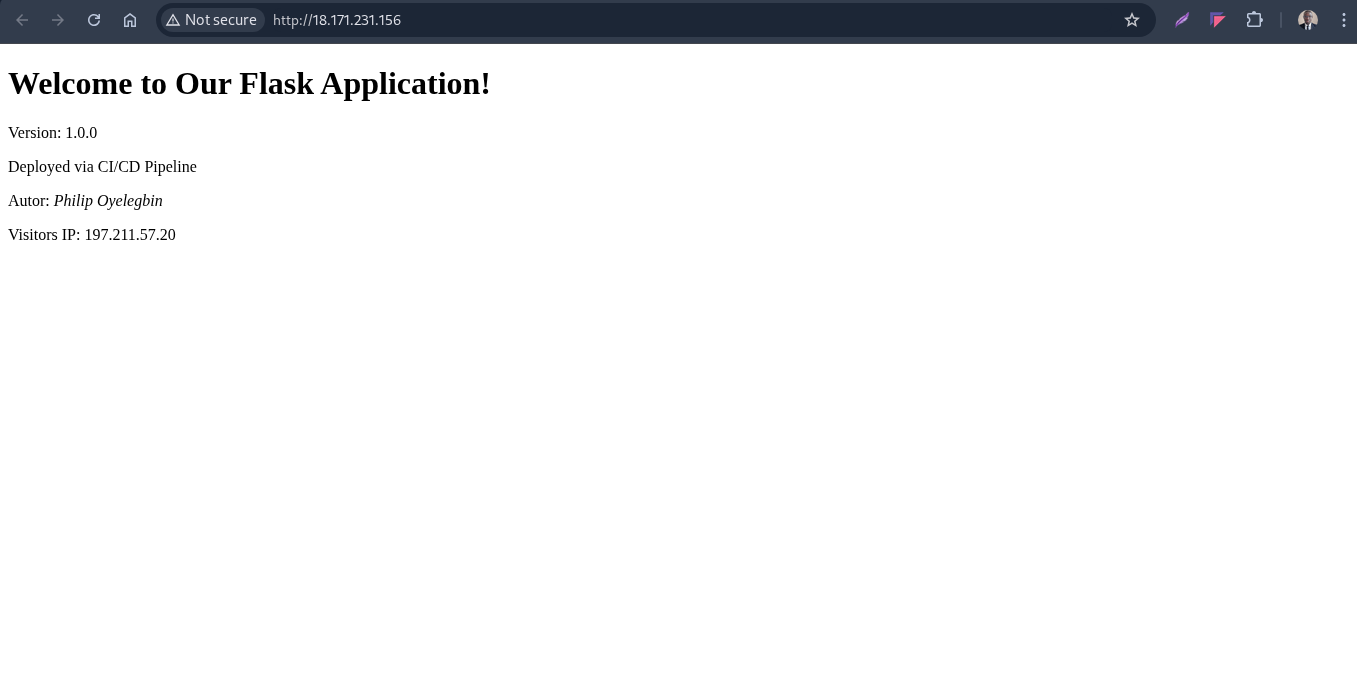 Not secure http://18.171.231.156
Welcome to Our Flask Application!
Version: 1.0.0
Deployed via CI/CD Pipeline
Autor: Philip Oyelegbin
Visitors IP: 197.211.57.20